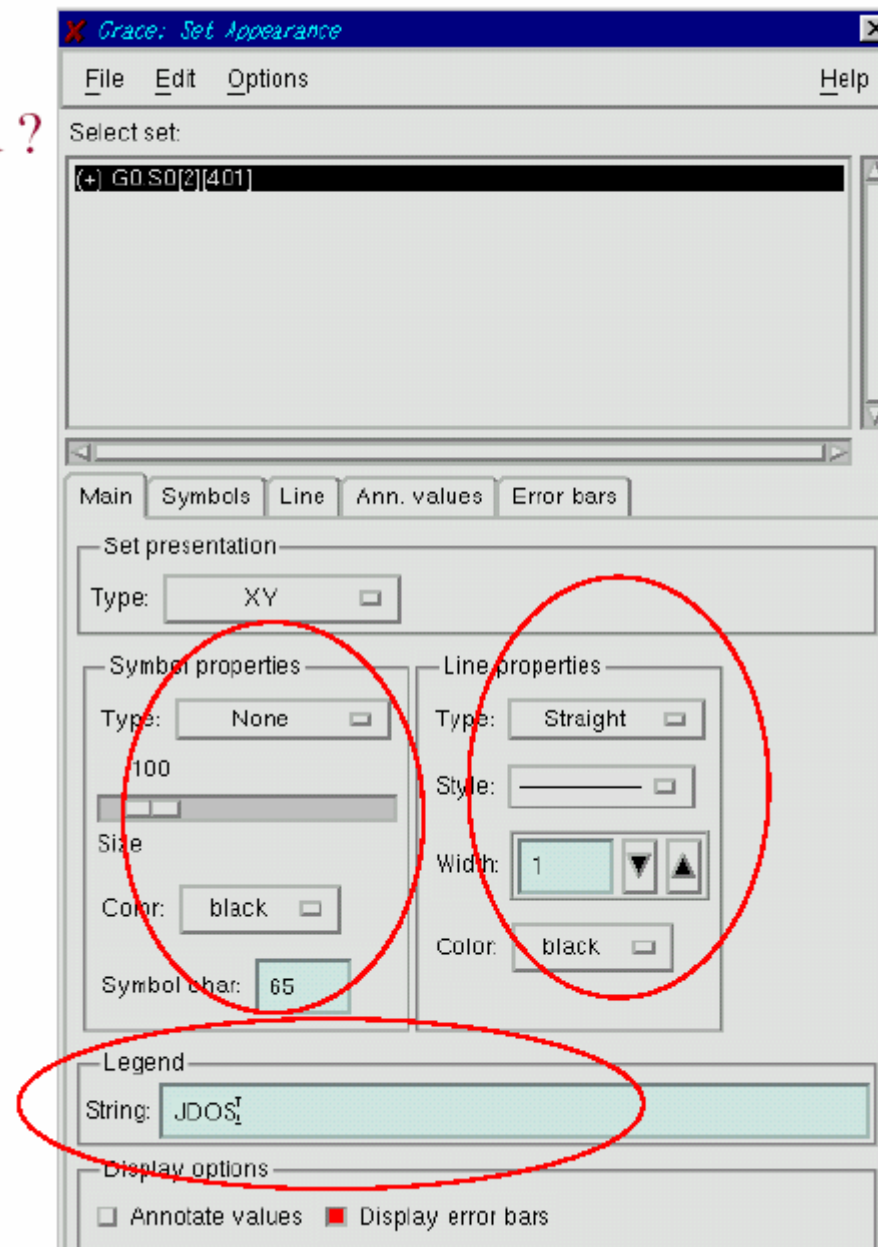 Grace: Set Appearance
File Edit Options Help
?
Select set:
(+) G0.S0[2][401]
Main Symbols Line Ann. values Error bars
Set presentation
Type: XY
Symbol properties
Type: None
100
Size
Color: black
Symbol char: 65
Line properties
Type: Straight
Style:
Width: 1
Color: black
Legend
String: JDOS
Display options
Annotate values Display error bars